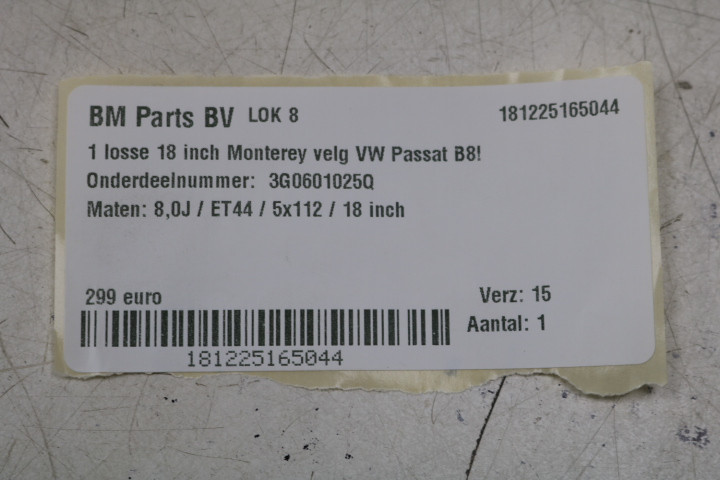 BM Parts BV LOK 8 181225165044
1 losse 18 inch Monterey velg VW Passat B8!
Onderdeelnummer: 3G0601025Q
Maten: 8,0J / ET44 / 5x112 / 18 inch
299 euro Verz: 15
Aantal: 1
181225165044